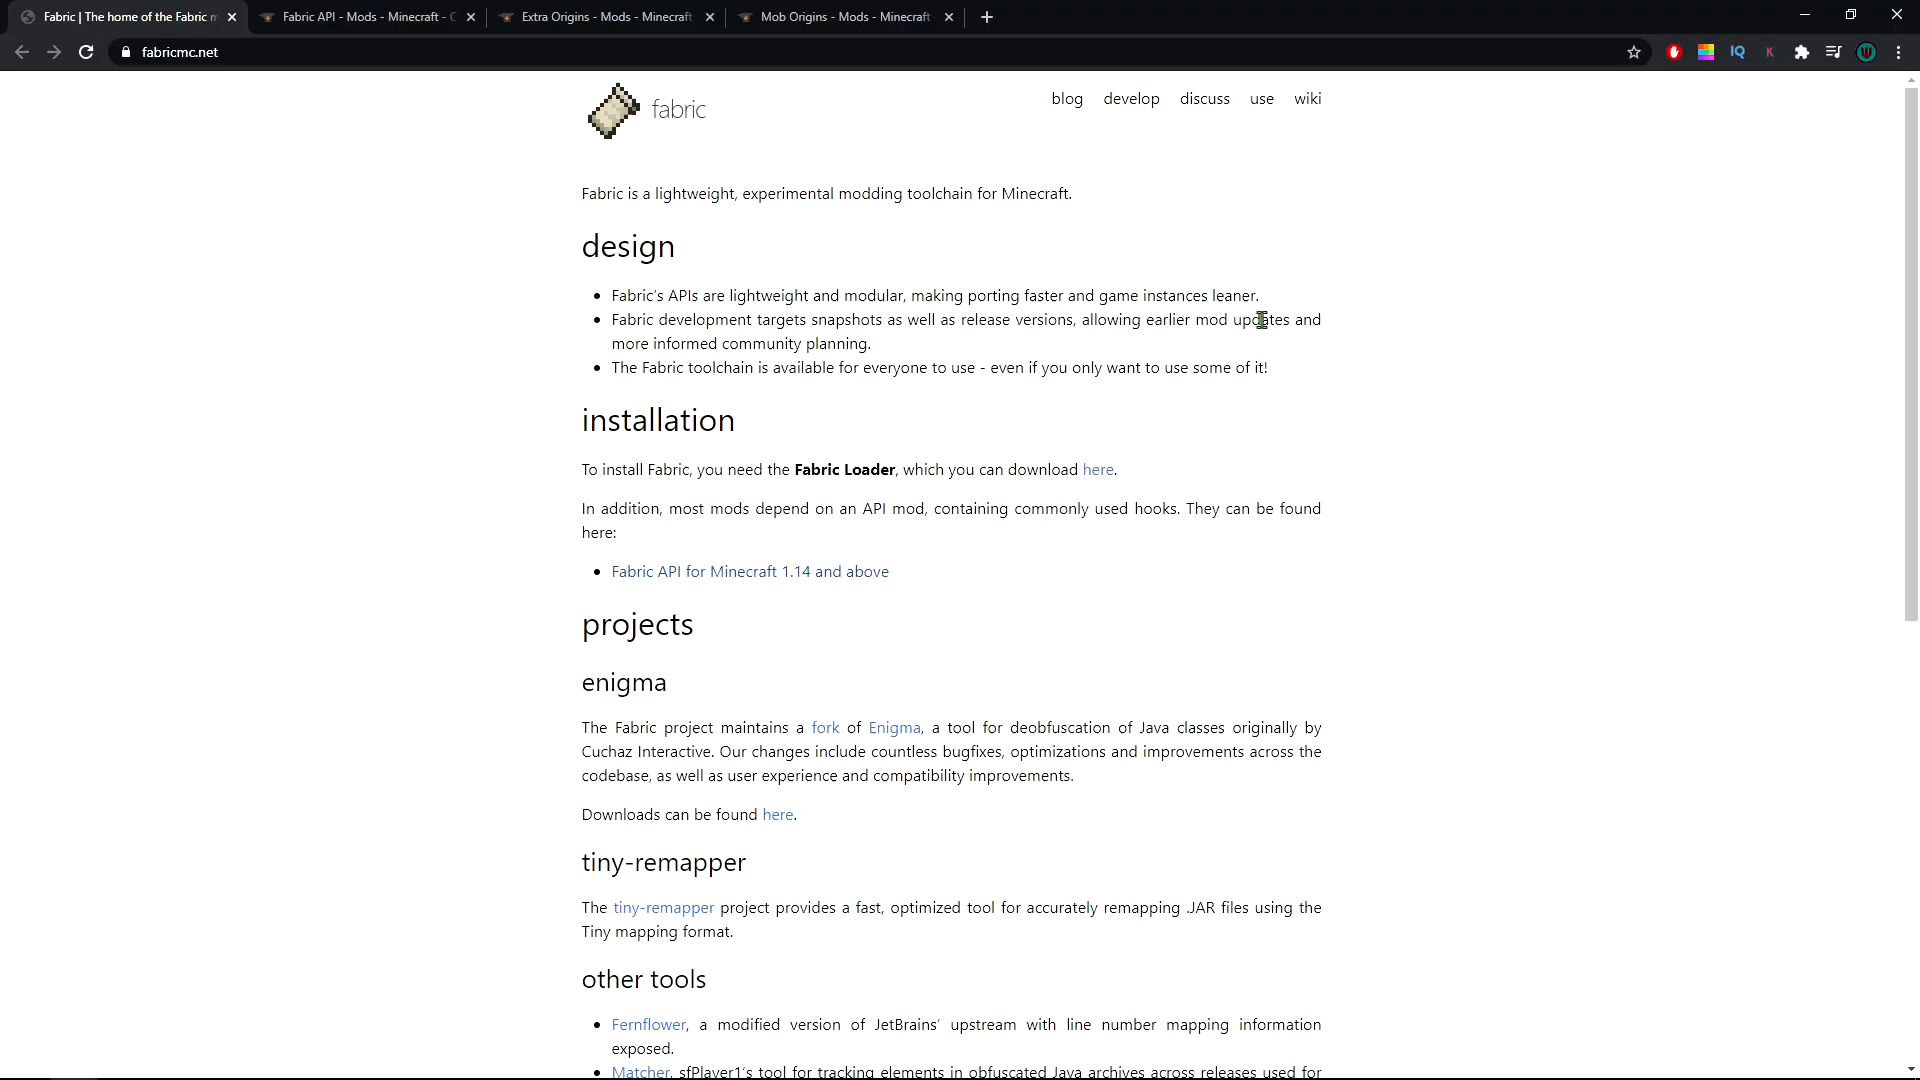 Fabric | The home of the Fabric m
Fabric API - Mods - Minecraft - C
Extra Origins - Mods - Minecraft
Mob Origins - Mods - Minecraft
fabricmc.net
IQ
K
U
fabric
blog develop discuss use wiki
Fabric is a lightweight, experimental modding toolchain for Minecraft.
design
• Fabric's APIs are lightweight and modular, making porting faster and game instances leaner.
• Fabric development targets snapshots as well as release versions, allowing earlier mod updates and
more informed community planning.
• The Fabric toolchain is available for everyone to use - even if you only want to use some of it!
installation
To install Fabric, you need the Fabric Loader, which you can download here.
In addition, most mods depend on an API mod, containing commonly used hooks. They can be found
here:
• Fabric API for Minecraft 1.14 and above
projects
enigma
The Fabric project maintains a fork of Enigma, a tool for deobfuscation of Java classes originally by
Cuchaz Interactive. Our changes include countless bugfixes, optimizations and improvements across the
codebase, as well as user experience and compatibility improvements.
Downloads can be found here.
tiny-remapper
The tiny-remapper project provides a fast, optimized tool for accurately remapping .JAR files using the
Tiny mapping format.
other tools
• Fernflower, a modified version of JetBrains' upstream with line number mapping information
exposed.
• Matcher, sfPlayer1's tool for tracking elements in obfuscated Java archives across releases used for